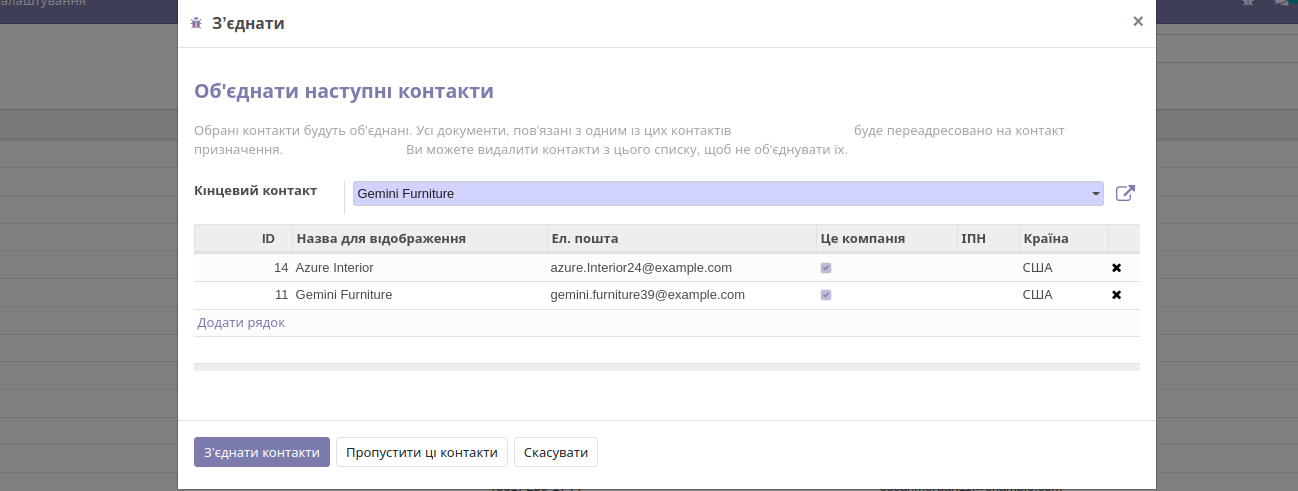 З'єднати
×
Об'єднати наступні контакти
Обрані контакти будуть об'єднані. Усі документи, пов'язані з одним із цих контактів буде переадресовано на контакт
призначення. Ви можете видалити контакти з цього списку, щоб не об'єднувати їх.
Кінцевий контакт Gemini Furniture
ID Назва для відображення Ел. пошта Це компанія ІПН Країна
14 Azure Interior azure.Interior24@example.com США
11 Gemini Furniture gemini.furniture39@example.com США
Додати рядок
З'єднати контакти Пропустити ці контакти Скасувати